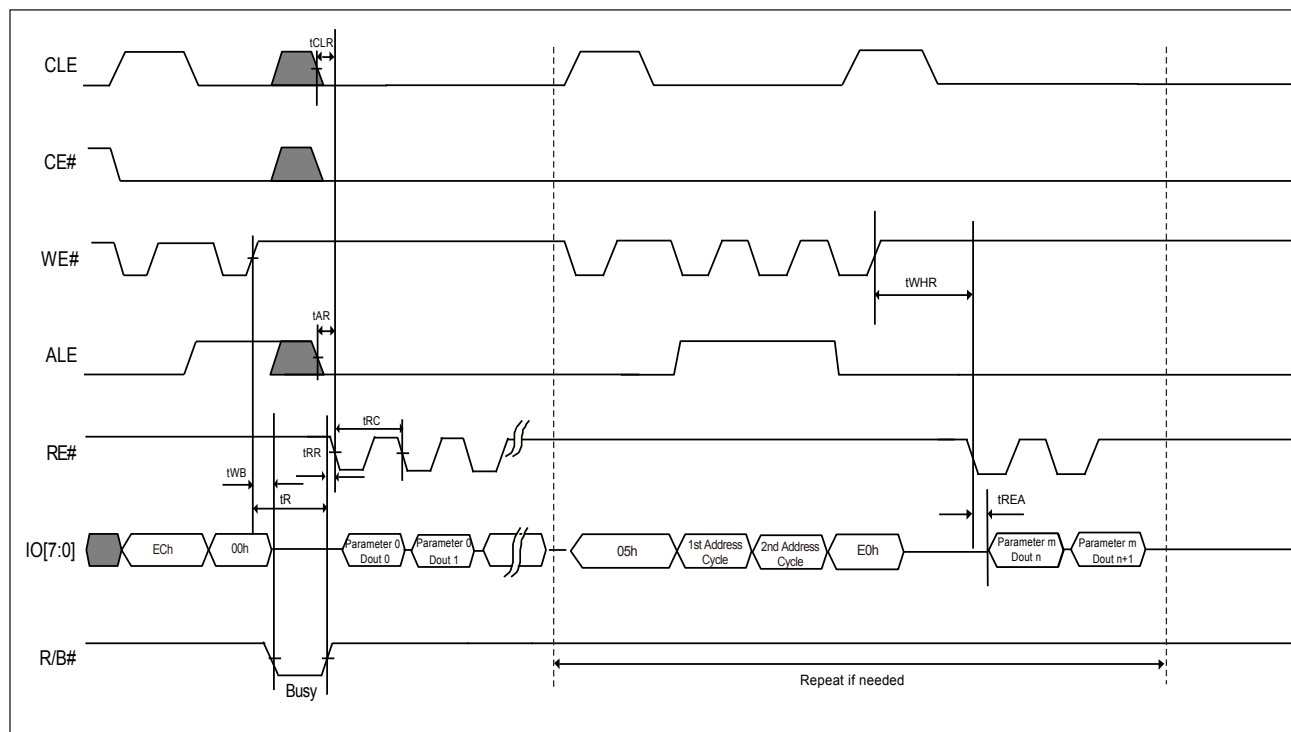 CLE
tCLR
CE#
WE#
tWHR
ALE
tAR
RE#
tRC
tRR
tWB
tR
tREA
IO[7:0]
ECh
00h
Parameter 0
Dout 0
Parameter 0
Dout 1
05h
1st Address
Cycle
2nd Address
Cycle
E0h
Parameter m
Dout n
Parameter m
Dout n+1
R/B#
Busy
Repeat if needed